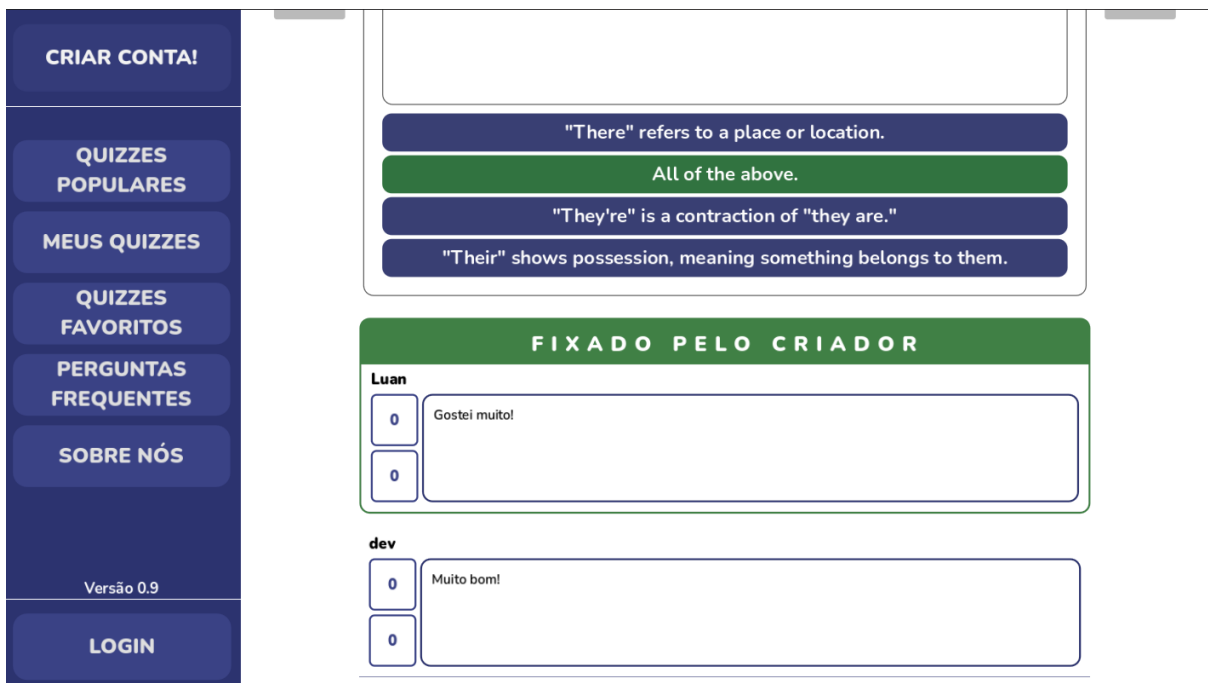 CRIAR CONTA!
QUIZZES
POPULARES
MEUS QUIZZES
QUIZZES
FAVORITOS
PERGUNTAS
FREQUENTES
SOBRE NÓS
Versão 0.9
LOGIN
"There" refers to a place or location.
All of the above.
"They're" is a contraction of "they are."
"Their" shows possession, meaning something belongs to them.
FIXADO PELO CRIADOR
Luan
0
Gostei muito!
0
dev
0
Muito bom!
0